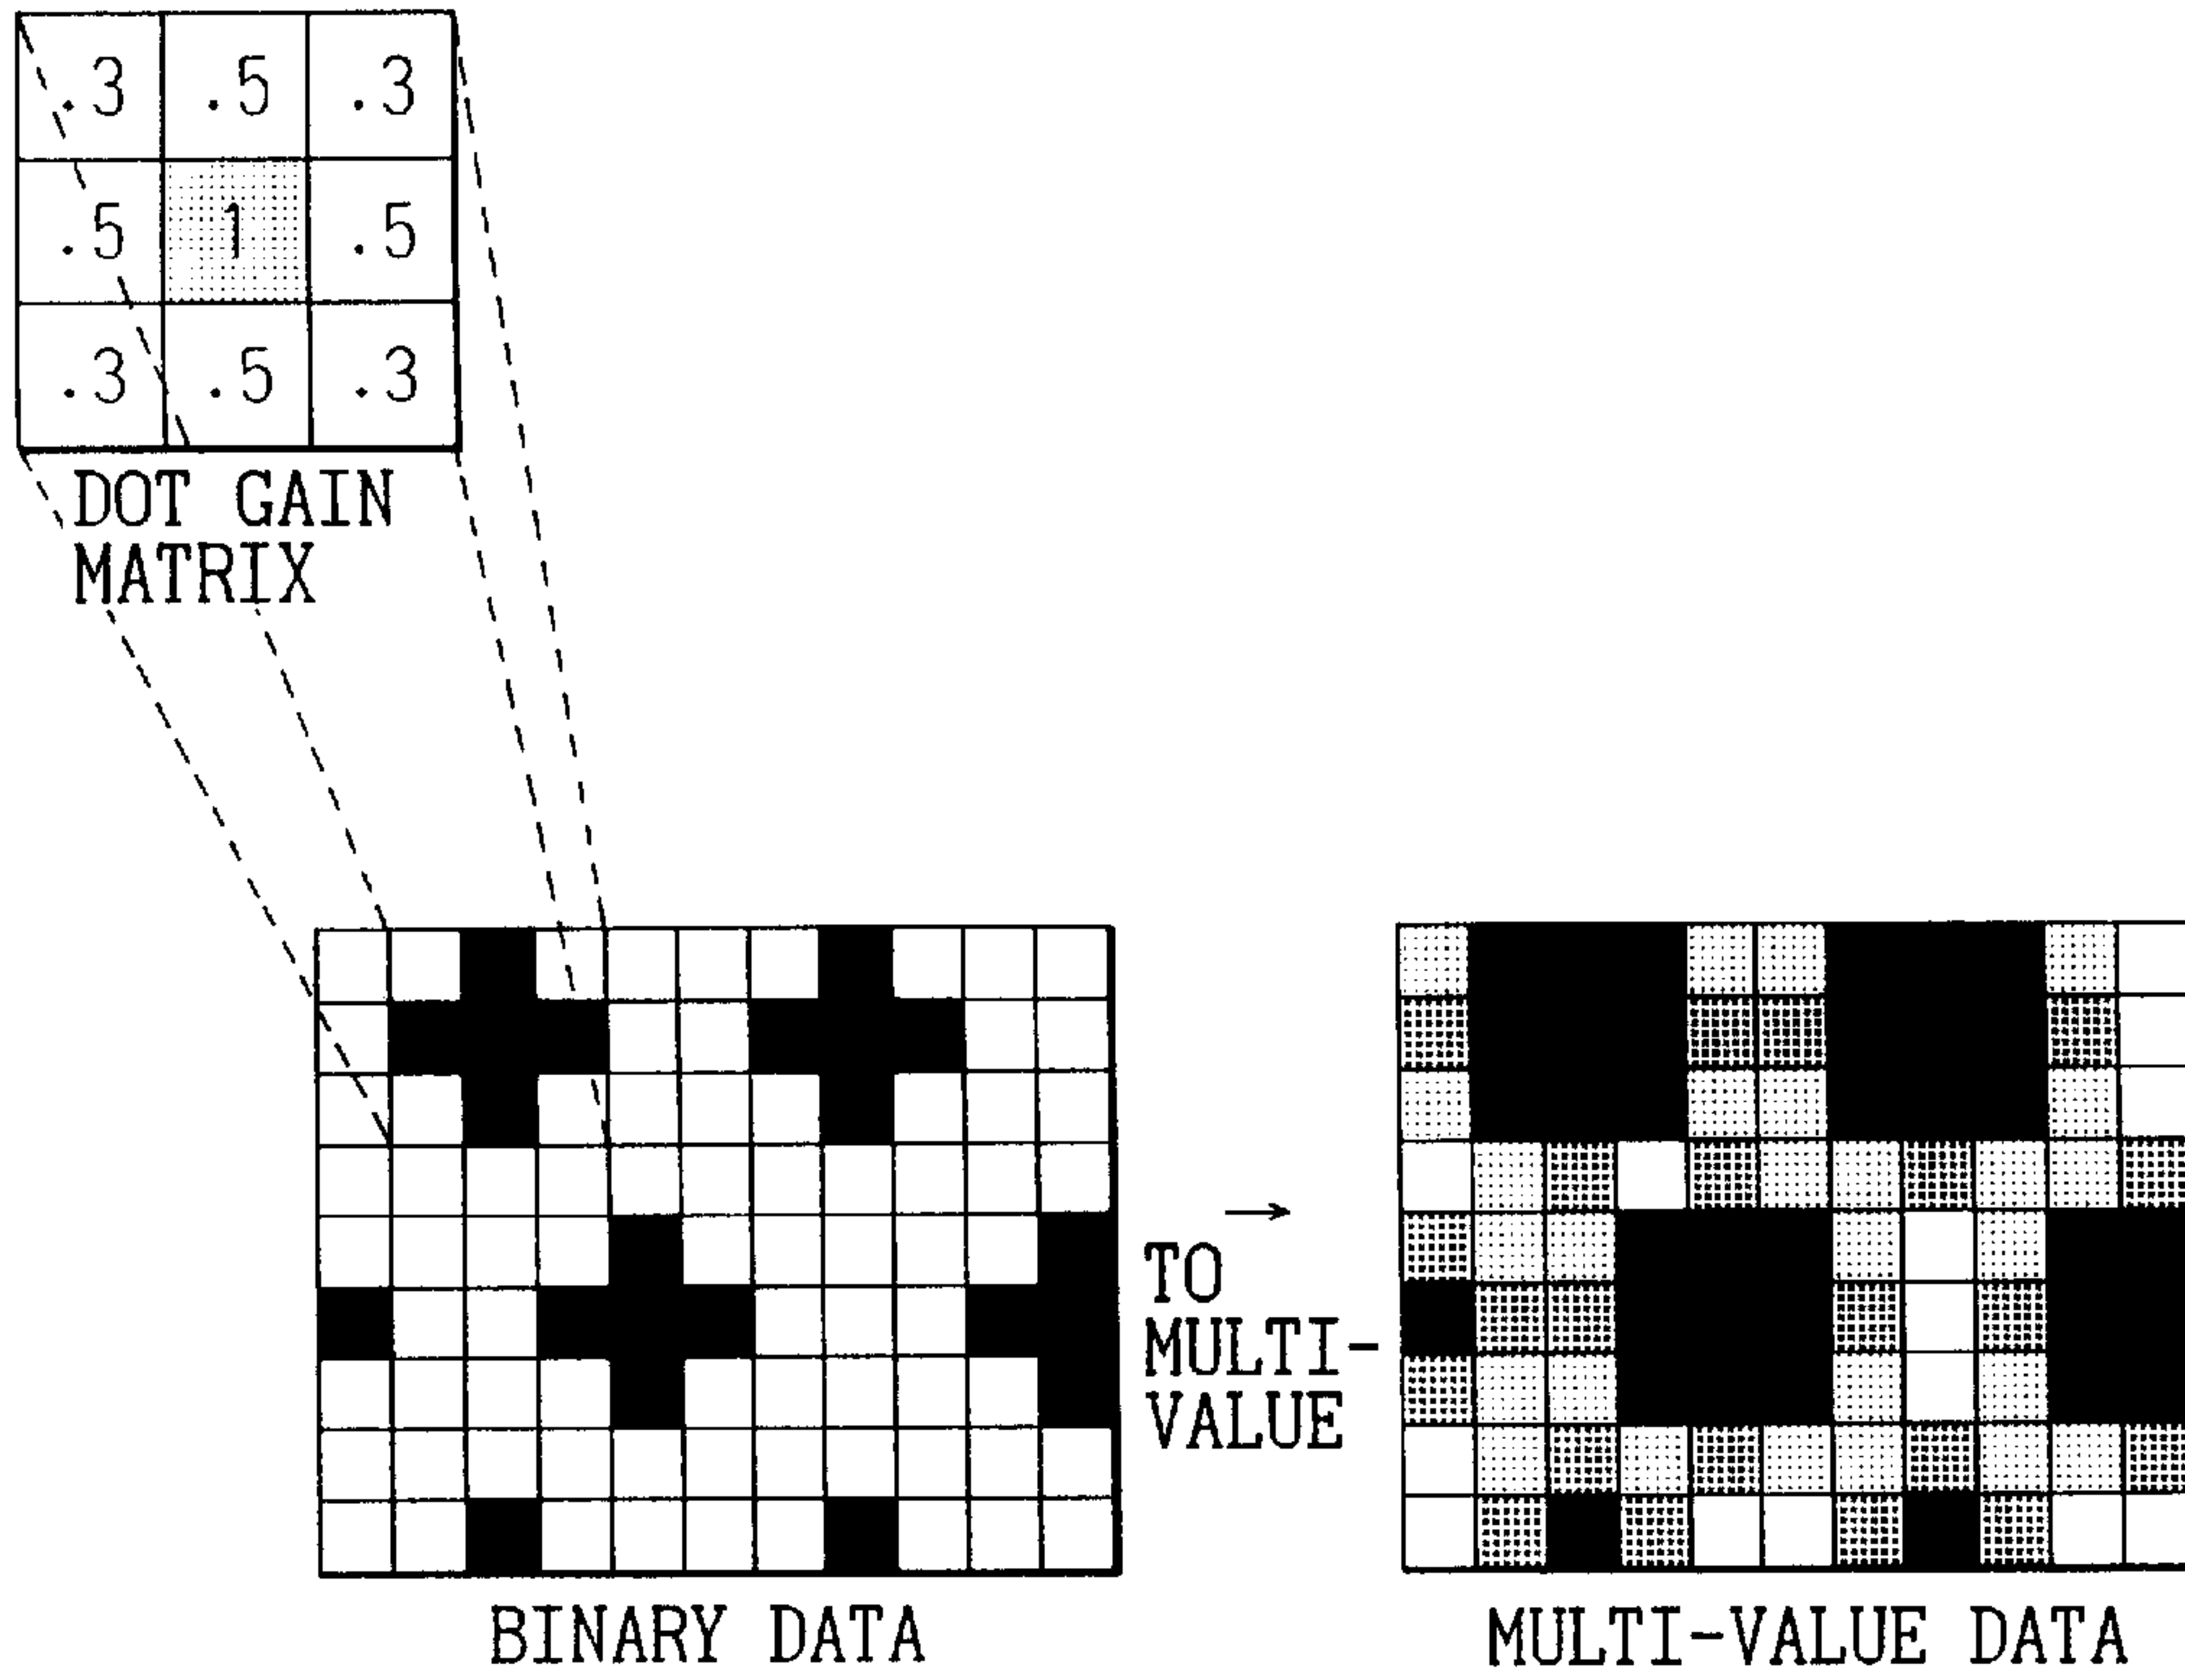 .3 .5 .3
.5 1 .5
.3 .5 .3
DOT GAIN
MATRIX
→
TO
MULTI-
VALUE
BINARY DATA
MULTI-VALUE DATA